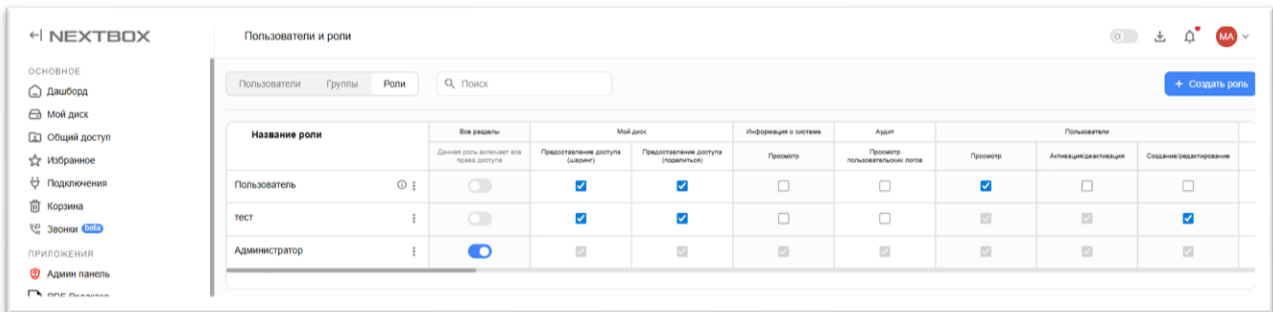 NEXTBOX
Пользователи и роли
MA
ОСНОВНОЕ
Дашборд
Мой диск
Общий доступ
Избранное
Подключения
Корзина
Звонки beta
ПРИЛОЖЕНИЯ
Админ панель
Пользователи Группы Роли
Поиск
+ Создать роль
Название роли
Все разделы
Мой диск
Информация о системе
Аудит
Пользователи
Данная роль включает все права доступа
Предоставление доступа (шаринг)
Предоставление доступа (поделиться)
Просмотр
Просмотр пользовательских логов
Просмотр
Активация/деактивация
Создание/редактирование
Пользователь
тест
Администратор